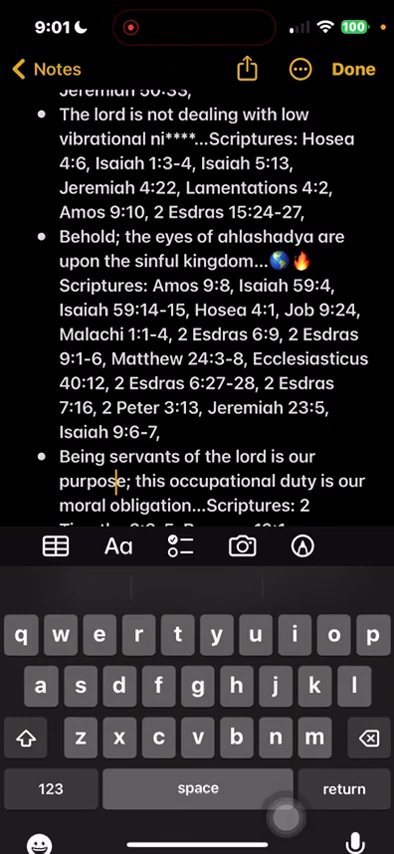 9:01
100
Notes
Done
Jeremiah 50:33,
The lord is not dealing with low
vibrational ni****...Scriptures: Hosea
4:6, Isaiah 1:3-4, Isaiah 5:13,
Jeremiah 4:22, Lamentations 4:2,
Amos 9:10, 2 Esdras 15:24-27,
Behold; the eyes of ahlashadya are
upon the sinful kingdom...🌎🔥
Scriptures: Amos 9:8, Isaiah 59:4,
Isaiah 59:14-15, Hosea 4:1, Job 9:24,
Malachi 1:1-4, 2 Esdras 6:9, 2 Esdras
9:1-6, Matthew 24:3-8, Ecclesiasticus
40:12, 2 Esdras 6:27-28, 2 Esdras
7:16, 2 Peter 3:13, Jeremiah 23:5,
Isaiah 9:6-7,
Being servants of the lord is our
purpose; this occupational duty is our
moral obligation...Scriptures: 2
Aa
q w e r t y u i o p
a s d f g h j k l
z x c v b n m
123 space return